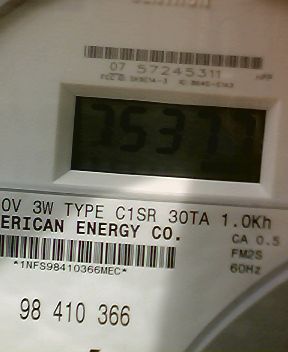 07 57245311
75377
0V 3W TYPE C1SR 30TA 1.0Kh
ERICAN ENERGY CO.
CA 0.5
FM2S
60Hz
*1NFS98410366MEC*
98 410 366